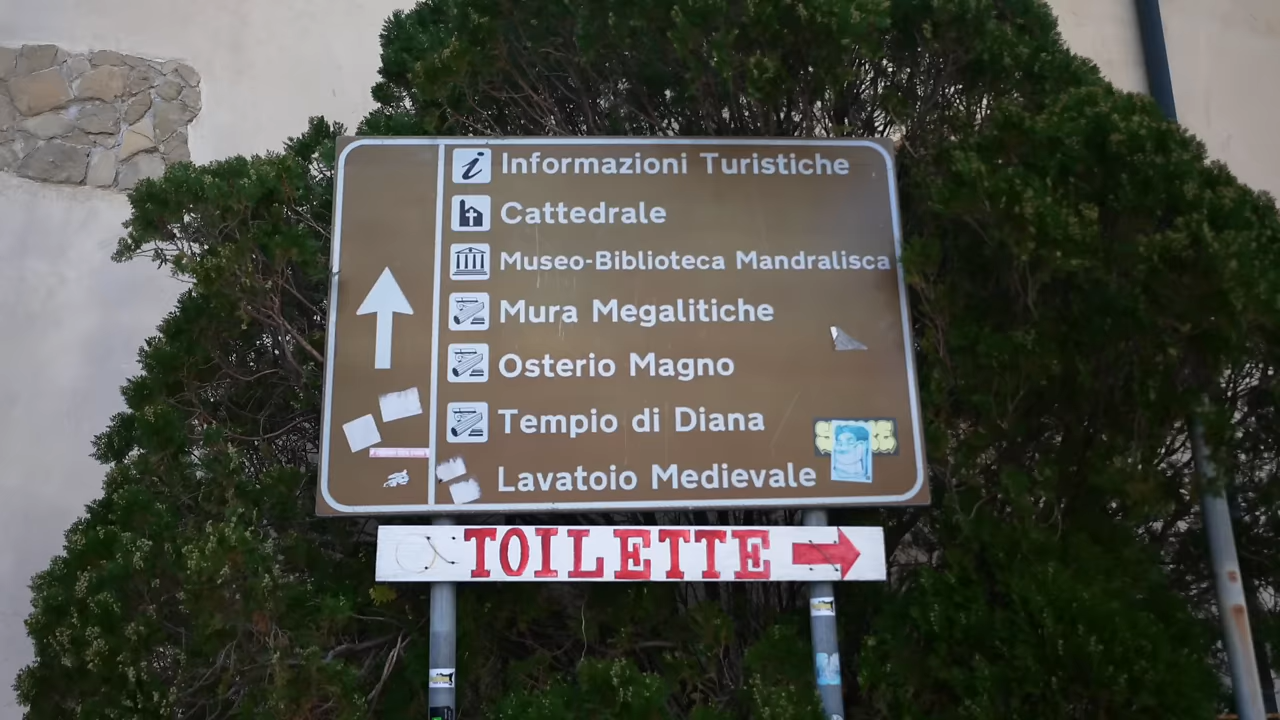 Informazioni Turistiche
Cattedrale
Museo-Biblioteca Mandralisca
Mura Megalitiche
Osterio Magno
Tempio di Diana
Lavatoio Medievale
TOILETTE